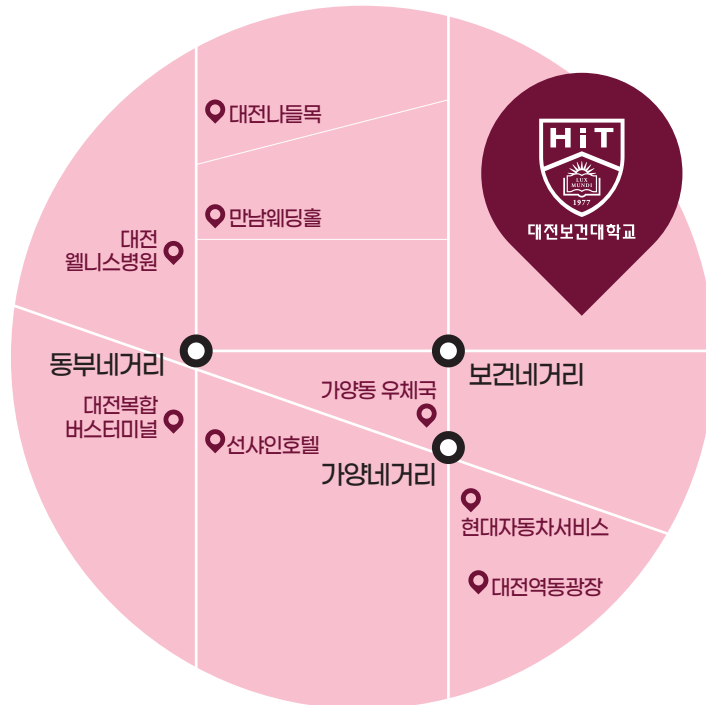 대전나들목
HiT
LUX
MUNDI
1977
대전보건대학교
만남웨딩홀
대전
웰니스병원
동부네거리
보건네거리
가양동 우체국
대전복합
버스터미널
선샤인호텔
가양네거리
현대자동차서비스
대전역동광장